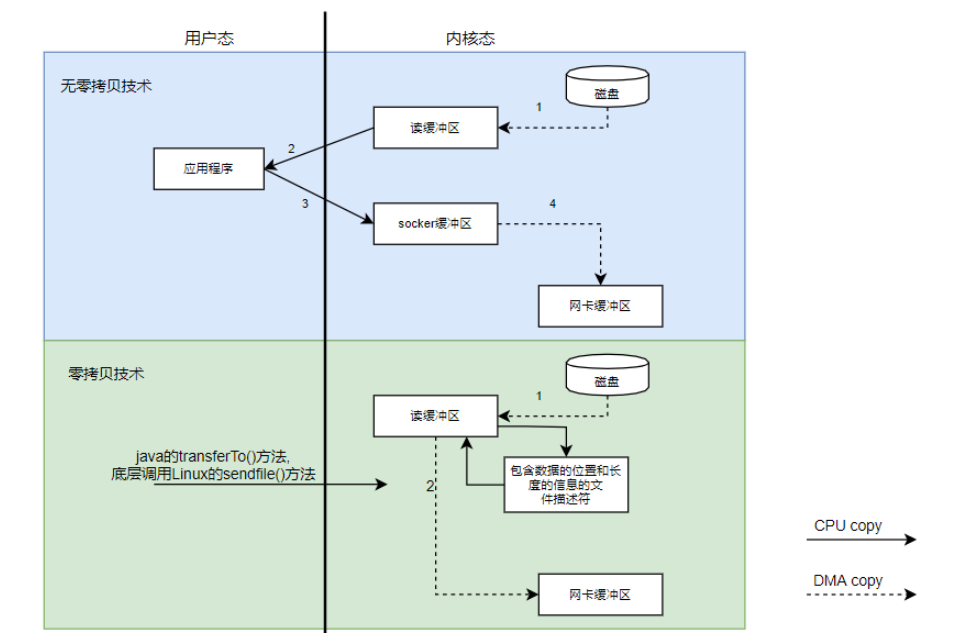 用户态
内核态
无零拷贝技术
磁盘
1
读缓冲区
2
应用程序
3
socker缓冲区
4
网卡缓冲区
零拷贝技术
磁盘
1
读缓冲区
java的transferTo()方法,
底层调用Linux的sendfile()方法
包含数据的位置和长
度的信息的文
件描述符
2
网卡缓冲区
CPU copy
DMA copy